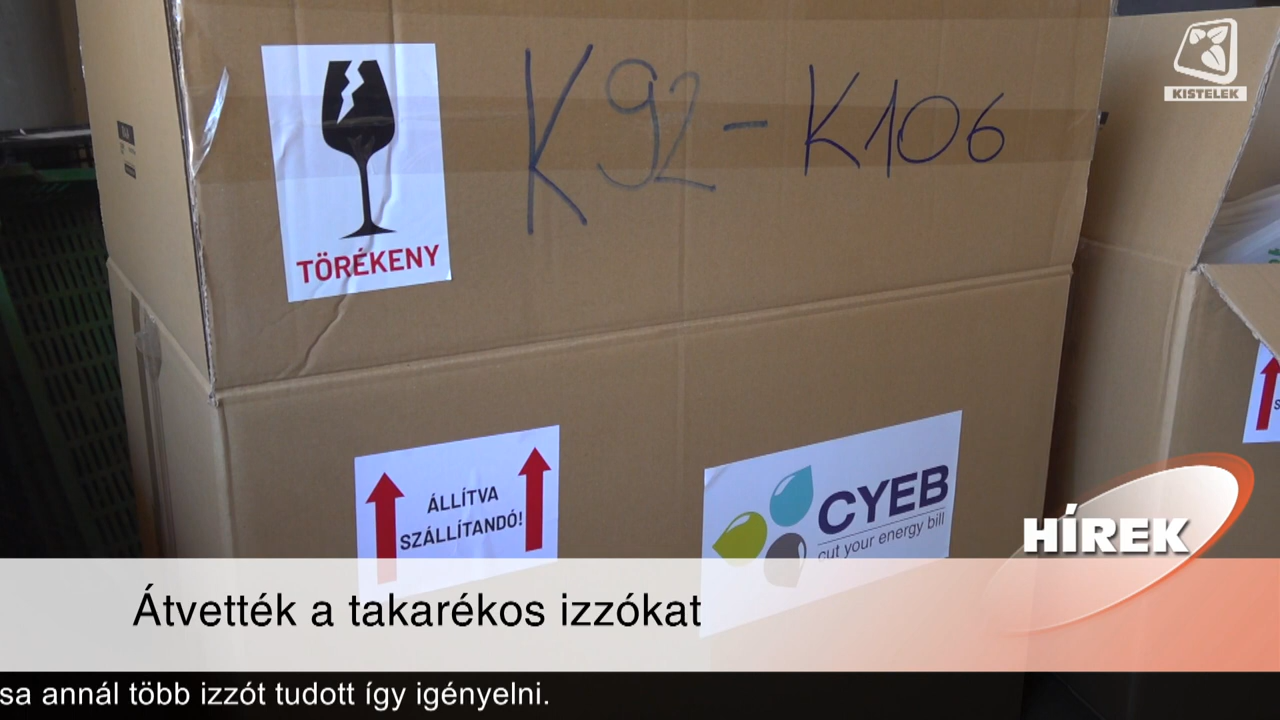 KISTELEK
K92-K106
TÖRÉKENY
ÁLLÍTVA
SZÁLLÍTANDÓ!
CYEB
cut your energy bill
HÍREK
Átvették a takarékos izzókat
sa annál több izzót tudott így igényelni.